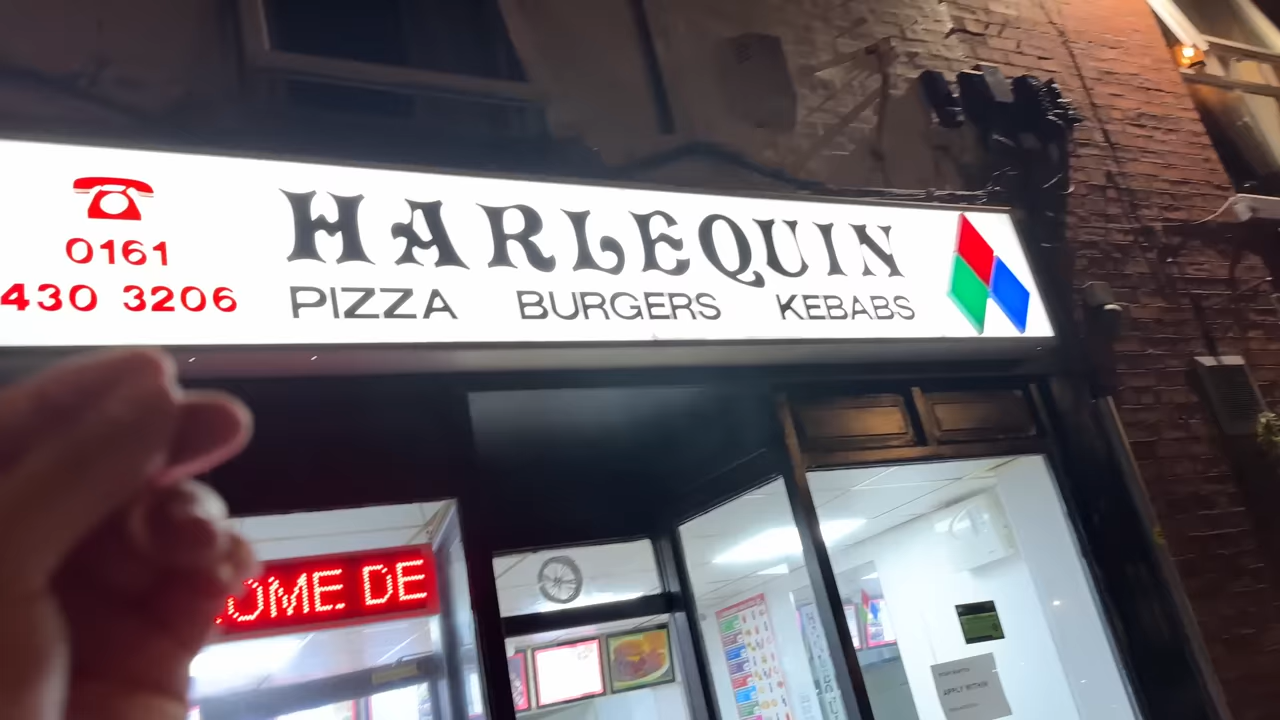 0161
430 3206
HARLEQUIN
PIZZA BURGERS KEBABS
OME DE
APPLY WITHIN